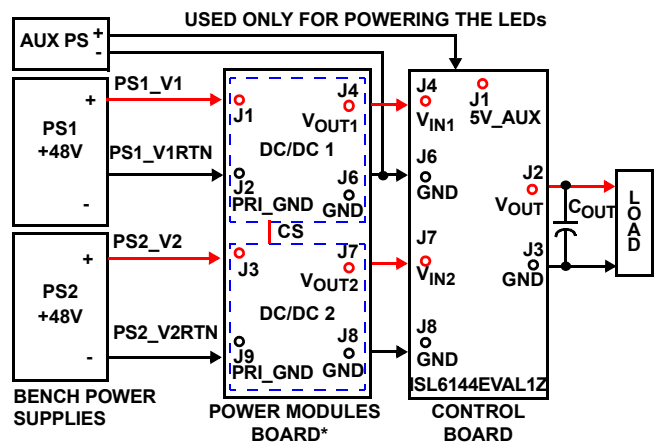 USED ONLY FOR POWERING THE LEDs
AUX PS
+
-
PS1_V1
+
PS1
+48V
-
PS1_V1RTN
J1
J4
VOUT1
DC/DC 1
J2
PRI_GND
J6
GND
CS
PS2_V2
+
PS2
+48V
-
PS2_V2RTN
J3
J7
VOUT2
DC/DC 2
J9
PRI_GND
J8
GND
J4
VIN1
J1
5V_AUX
J6
GND
J2
VOUT
J7
VIN2
J3
GND
J8
GND
ISL6144EVAL1Z
COUT
LOAD
BENCH POWER
SUPPLIES
POWER MODULES
BOARD*
CONTROL
BOARD